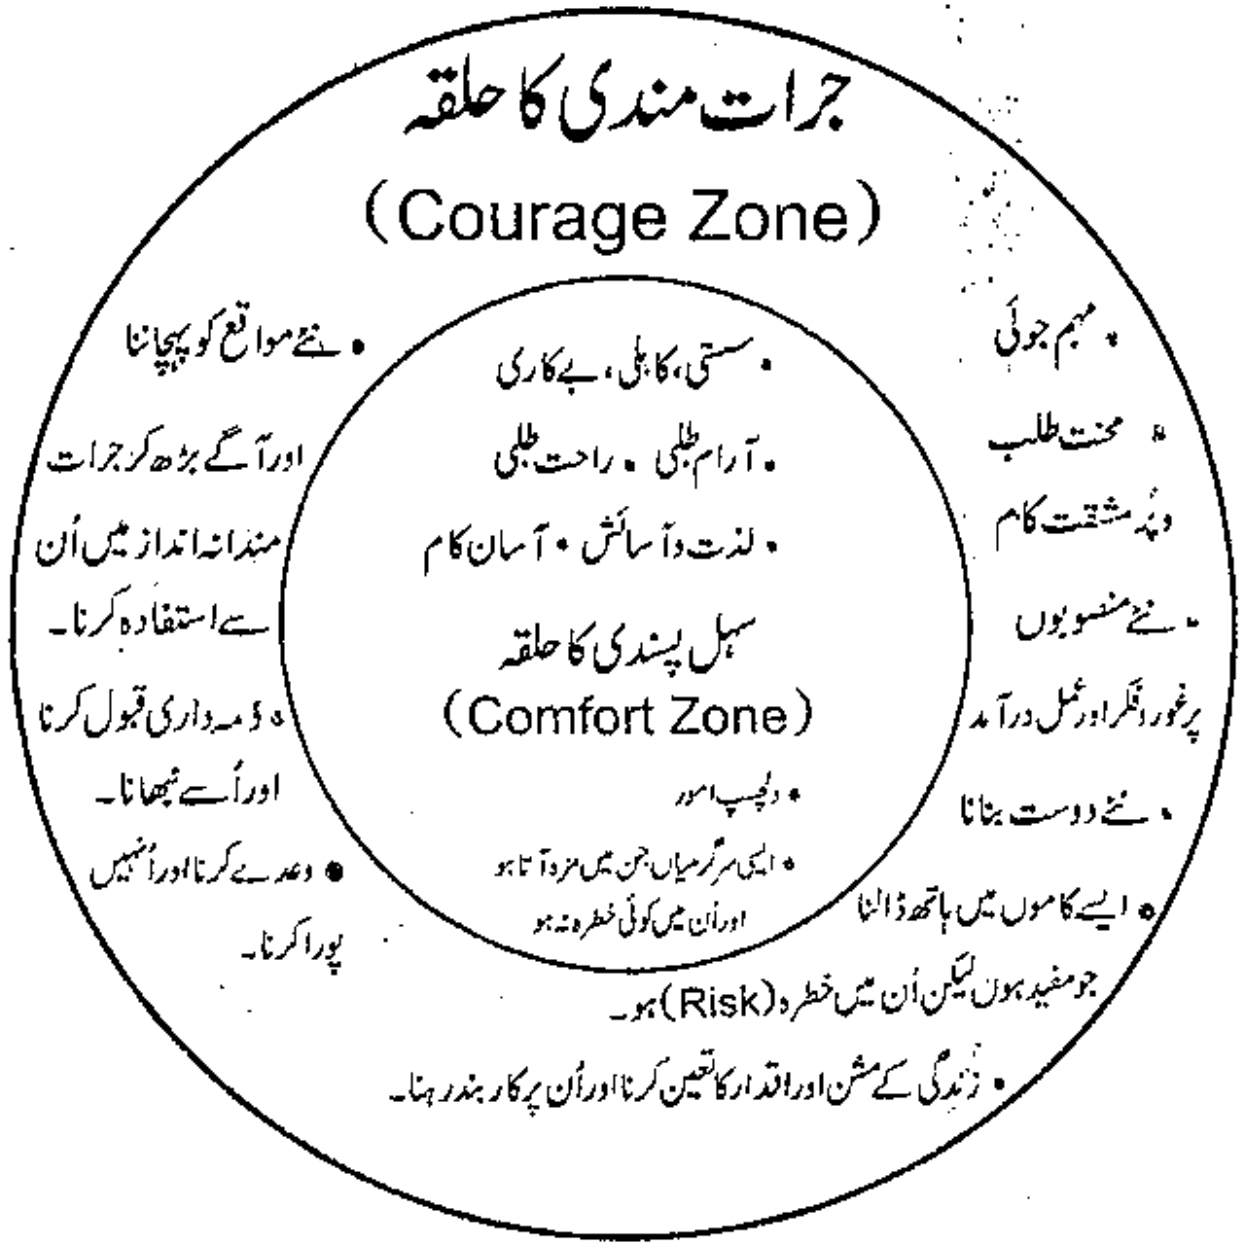 جرات مندی کا حلقہ
(Courage Zone)
• مہم جوئی
• محنت طلب
و پُر مشقت کام
• نئے منصوبوں
پر غور و فکر اور عمل درآمد
• نئے دوست بنانا
• ایسے کاموں میں ہاتھ ڈالنا
جو مفید ہوں لیکن اُن میں خطرہ (Risk) ہو۔
• زندگی کے مشن اور اقدار کا تعین کرنا اور اُن پر کاربند رہنا۔
• نئے مواقع کو پہچاننا
اور آگے بڑھ کر جرات
مندانہ انداز میں اُن
سے استفادہ کرنا۔
• ذمہ داری قبول کرنا
اور اُسے نبھانا۔
• وعدے کرنا اور اُنہیں
پورا کرنا۔
• سستی، کاہلی، بے کاری
• آرام طلبی • راحت طلبی
• لذت و آسائش • آسان کام
سہل پسندی کا حلقہ
(Comfort Zone)
• دلچسپ امور
• ایسی سرگرمیاں جن میں مزہ آتا ہو
اور اُن میں کوئی خطرہ نہ ہو